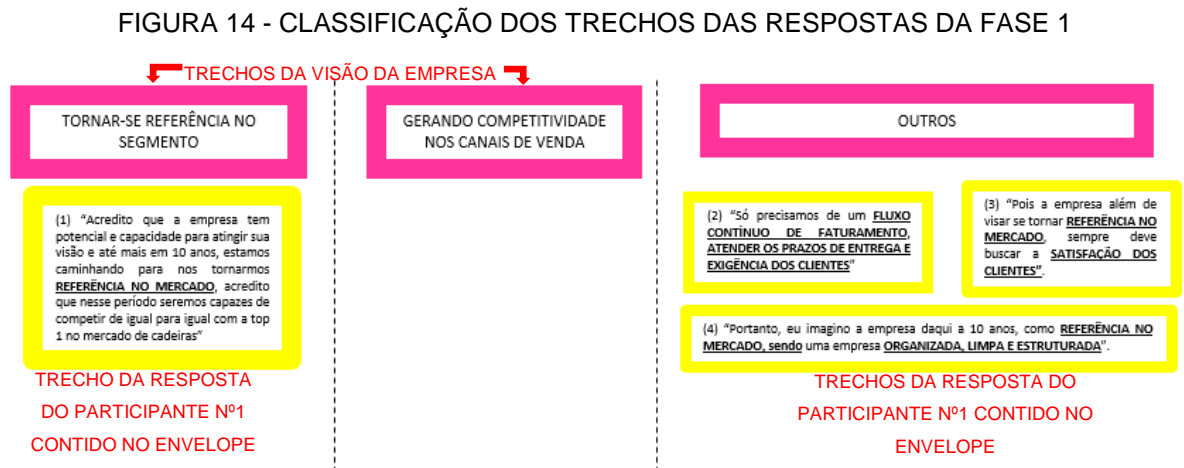 FIGURA 14 - CLASSIFICAÇÃO DOS TRECHOS DAS RESPOSTAS DA FASE 1
TRECHOS DA VISÃO DA EMPRESA
TORNAR-SE REFERÊNCIA NO
SEGMENTO
GERANDO COMPETITIVIDADE
NOS CANAIS DE VENDA
OUTROS
(1) “Acredito que a empresa tem
potencial e capacidade para atingir sua
visão e até mais em 10 anos, estamos
caminhando para nos tornarmos
REFERÊNCIA NO MERCADO, acredito
que nesse período seremos capazes de
competir de igual para igual com a top
1 no mercado de cadeiras”
(2) “Só precisamos de um FLUXO
CONTÍNUO DE FATURAMENTO,
ATENDER OS PRAZOS DE ENTREGA E
EXIGÊNCIA DOS CLIENTES”
(3) “Pois a empresa além de
visar se tornar REFERÊNCIA NO
MERCADO, sempre deve
buscar a SATISFAÇÃO DOS
CLIENTES”.
(4) “Portanto, eu imagino a empresa daqui a 10 anos, como REFERÊNCIA NO
MERCADO, sendo uma empresa ORGANIZADA, LIMPA E ESTRUTURADA”.
TRECHO DA RESPOSTA
DO PARTICIPANTE Nº1
CONTIDO NO ENVELOPE
TRECHOS DA RESPOSTA DO
PARTICIPANTE Nº1 CONTIDO NO
ENVELOPE